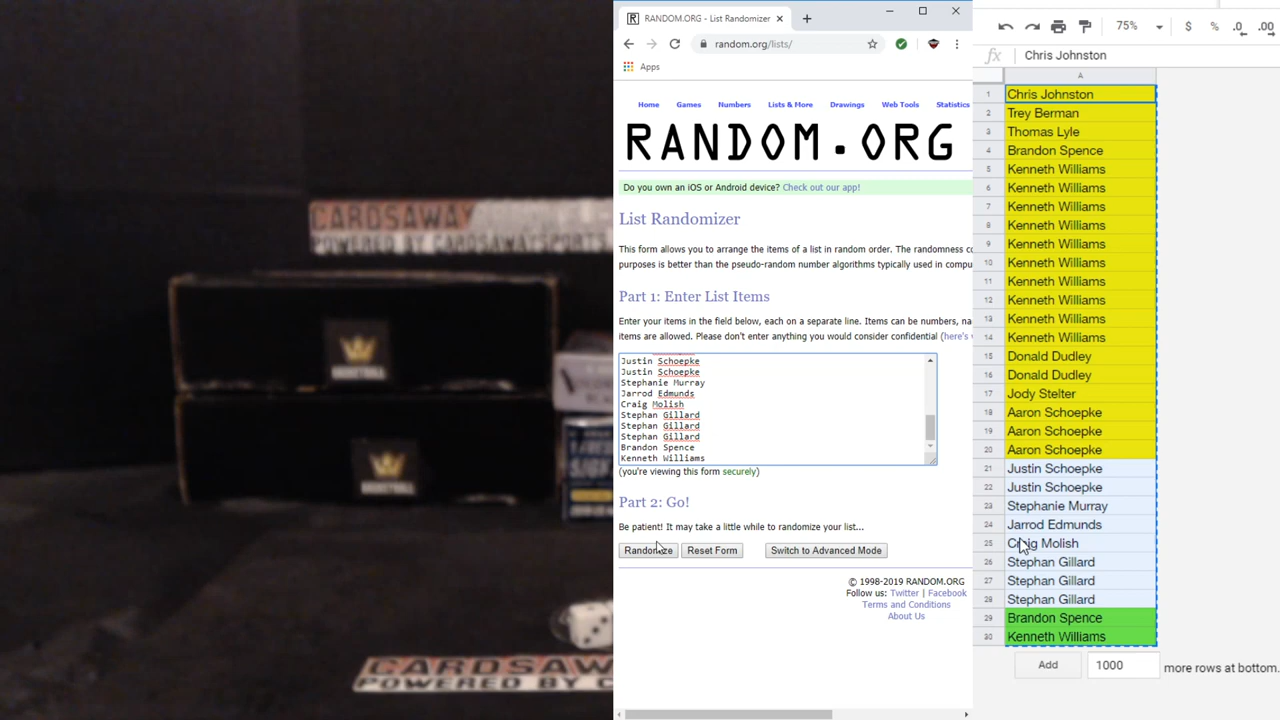 CARDSAWAY
POWERED BY CARDSAWAYSPORTS
BASKETBALL
BASKETBALL
CARDSAWAY
POWERED BY
RANDOM.ORG - List Randomizer
random.org/lists/
Apps
Home Games Numbers Lists & More Drawings Web Tools Statistics
RANDOM.ORG
Do you own an iOS or Android device? Check out our app!
List Randomizer
This form allows you to arrange the items of a list in random order. The randomness co
purposes is better than the pseudo-random number algorithms typically used in compu
Part 1: Enter List Items
Enter your items in the field below, each on a separate line. Items can be numbers, na
items are allowed. Please don't enter anything you would consider confidential (here's
Justin Schoepke
Justin Schoepke
Stephanie Murray
Jarrod Edmunds
Craig Molish
Stephan Gillard
Stephan Gillard
Stephan Gillard
Brandon Spence
Kenneth Williams
(you're viewing this form securely)
Part 2: Go!
Be patient! It may take a little while to randomize your list...
Randomize Reset Form Switch to Advanced Mode
© 1998-2019 RANDOM.ORG
Follow us: Twitter | Facebook
Terms and Conditions
About Us
75% $ % .0 .00
fx Chris Johnston
A
1 Chris Johnston
2 Trey Berman
3 Thomas Lyle
4 Brandon Spence
5 Kenneth Williams
6 Kenneth Williams
7 Kenneth Williams
8 Kenneth Williams
9 Kenneth Williams
10 Kenneth Williams
11 Kenneth Williams
12 Kenneth Williams
13 Kenneth Williams
14 Kenneth Williams
15 Donald Dudley
16 Donald Dudley
17 Jody Stelter
18 Aaron Schoepke
19 Aaron Schoepke
20 Aaron Schoepke
21 Justin Schoepke
22 Justin Schoepke
23 Stephanie Murray
24 Jarrod Edmunds
25 Craig Molish
26 Stephan Gillard
27 Stephan Gillard
28 Stephan Gillard
29 Brandon Spence
30 Kenneth Williams
Add 1000 more rows at bottom.